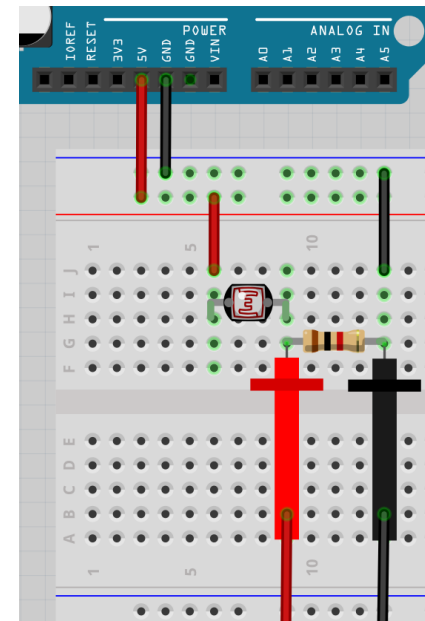 POWER
ANALOG IN
IOREF
RESET
3V3
5V
GND
GND
VIN
A0
A1
A2
A3
A4
A5
1
5
10
J
I
H
G
F
E
D
C
B
A
1
5
10